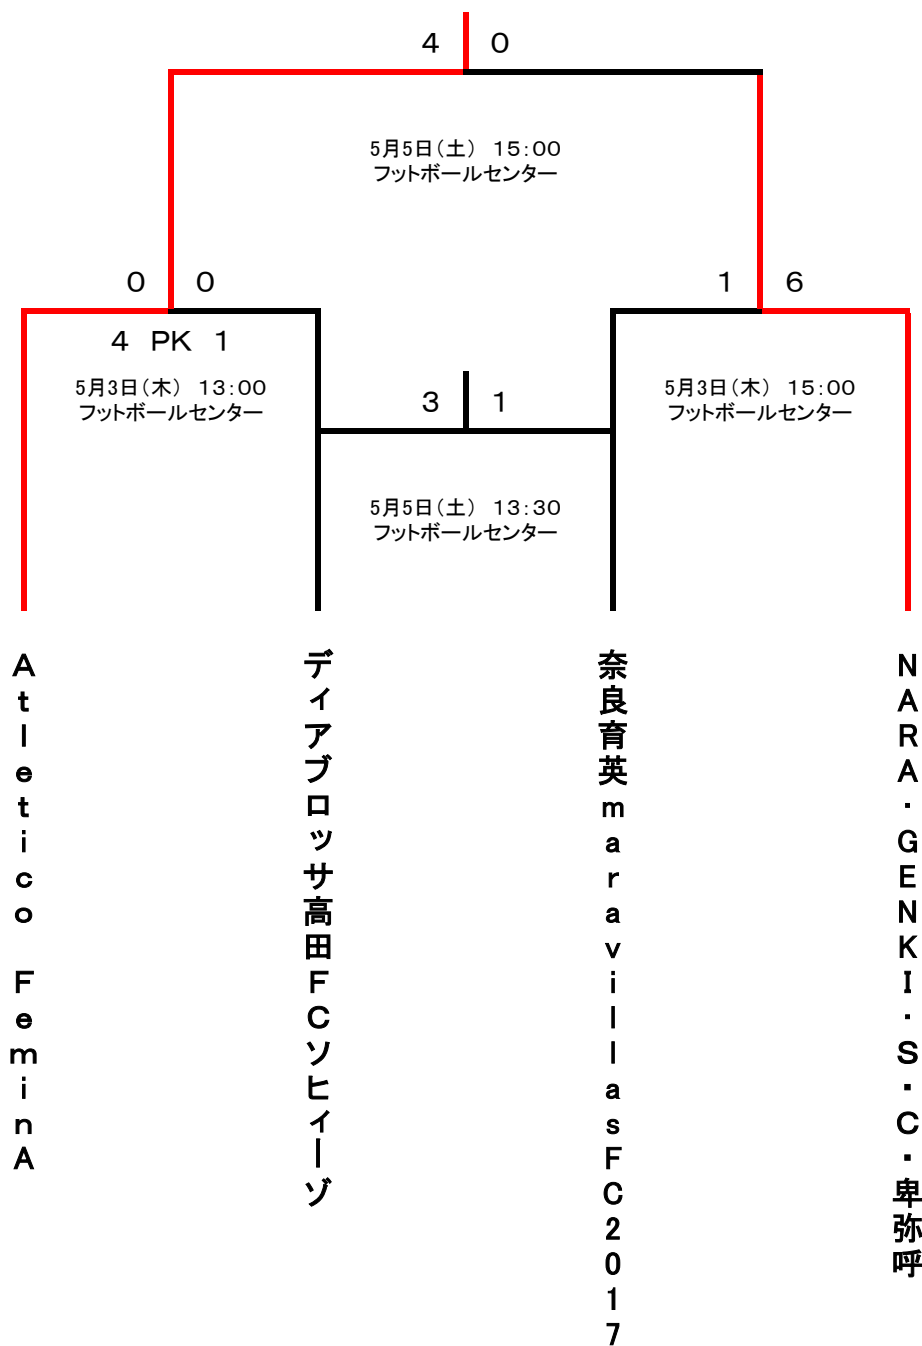 ４ ０
5月5日（土） 15：00
フットボールセンター
０ ０
４ PK １
5月3日（木） 13：00
フットボールセンター
１ ６
5月3日（木） 15：00
フットボールセンター
３ １
5月5日（土） 13：30
フットボールセンター
Ａｔｌｅｔｉｃｏ　ＦｅｍｉｎＡ
ディアブロッサ高田ＦＣソヒィーゾ
奈良育英ｍａｒａｖｉｌｌａｓＦＣ２０１７
ＮＡＲＡ・ＧＥＮＫＩ・Ｓ・Ｃ・卑弥呼